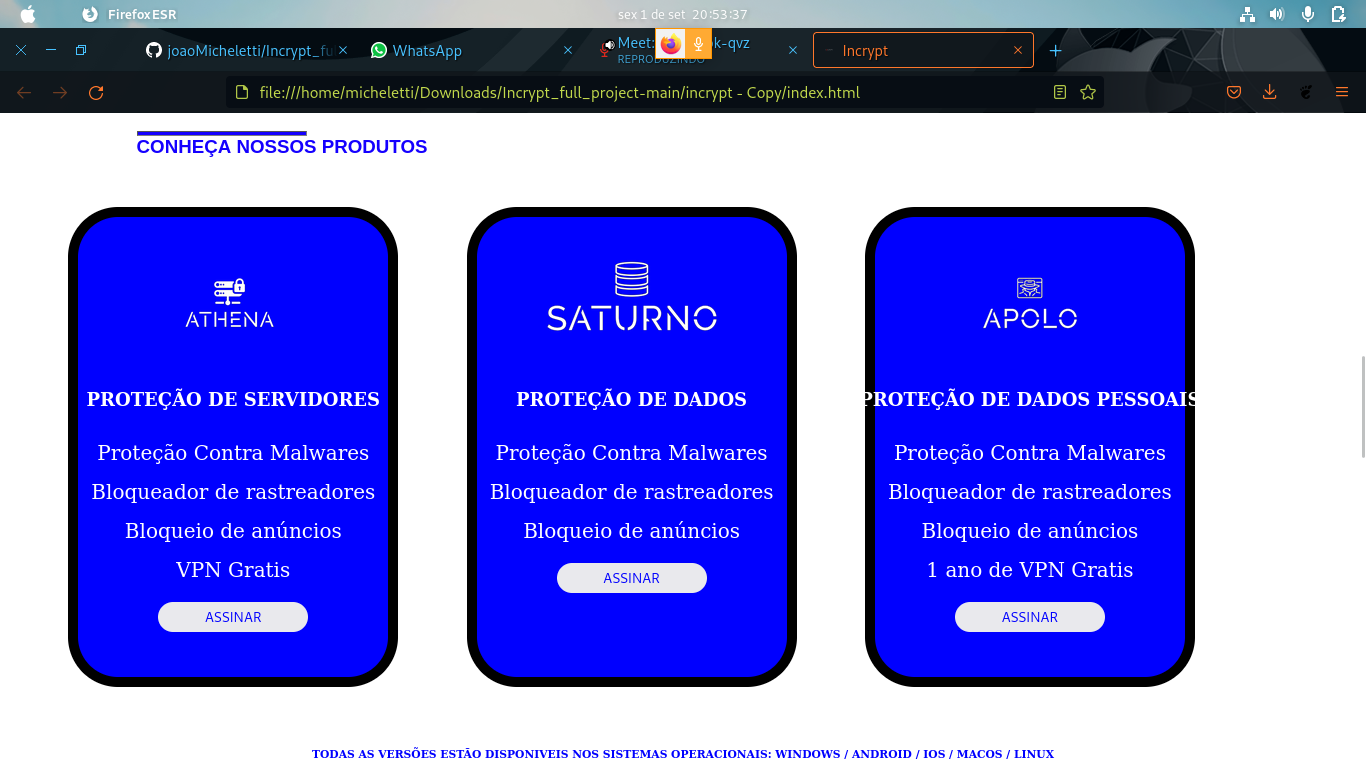 Firefox ESR
sex 1 de set 20:53:37
joaoMicheletti/Incrypt_fu
WhatsApp
Meet:
k-qvz
REPRODUZINDO
Incrypt
file:///home/micheletti/Downloads/Incrypt_full_project-main/incrypt - Copy/index.html
CONHEÇA NOSSOS PRODUTOS
ATHENA
PROTEÇÃO DE SERVIDORES
Proteção Contra Malwares
Bloqueador de rastreadores
Bloqueio de anúncios
VPN Gratis
ASSINAR
SATURNO
PROTEÇÃO DE DADOS
Proteção Contra Malwares
Bloqueador de rastreadores
Bloqueio de anúncios
ASSINAR
APOLO
PROTEÇÃO DE DADOS PESSOAIS
Proteção Contra Malwares
Bloqueador de rastreadores
Bloqueio de anúncios
1 ano de VPN Gratis
ASSINAR
TODAS AS VERSÕES ESTÃO DISPONIVEIS NOS SISTEMAS OPERACIONAIS: WINDOWS / ANDROID / IOS / MACOS / LINUX